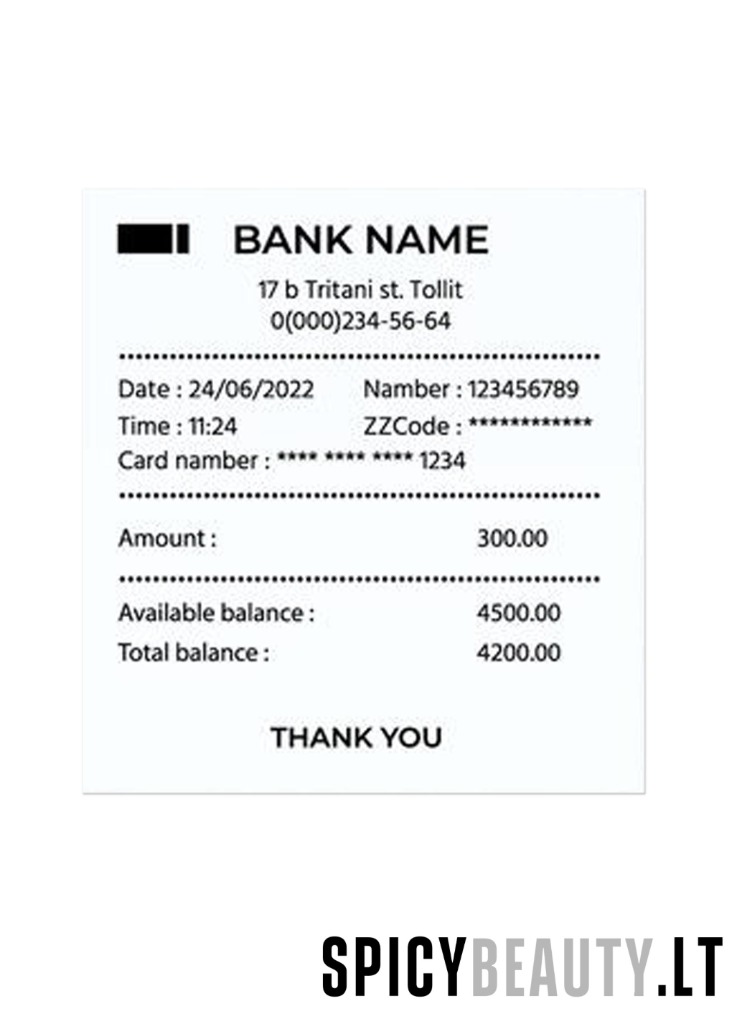 BANK NAME
17 b Tritani st. Tollit
0(000)234-56-64
Date : 24/06/2022 Namber : 123456789
Time : 11:24 ZZCode : ************
Card namber : **** **** **** 1234
Amount : 300.00
Available balance : 4500.00
Total balance : 4200.00
THANK YOU
SPICYBEAUTY.LT